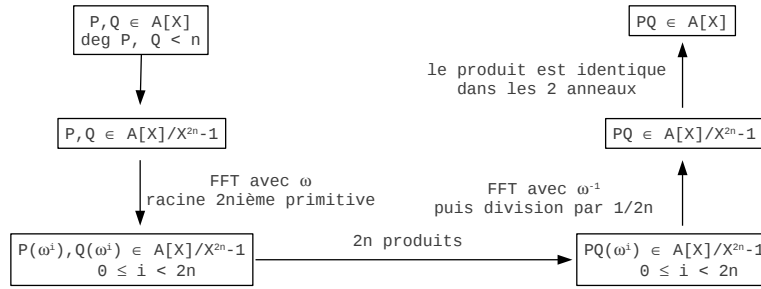 P,Q ∈ A[X]
deg P, Q < n
PQ ∈ A[X]
le produit est identique
dans les 2 anneaux
P,Q ∈ A[X]/X²ⁿ-1
PQ ∈ A[X]/X²ⁿ-1
FFT avec ω
racine 2nième primitive
FFT avec ω⁻¹
puis division par 1/2n
P(ωⁱ),Q(ωⁱ) ∈ A[X]/X²ⁿ-1
0 ≤ i < 2n
2n produits
PQ(ωⁱ) ∈ A[X]/X²ⁿ-1
0 ≤ i < 2n